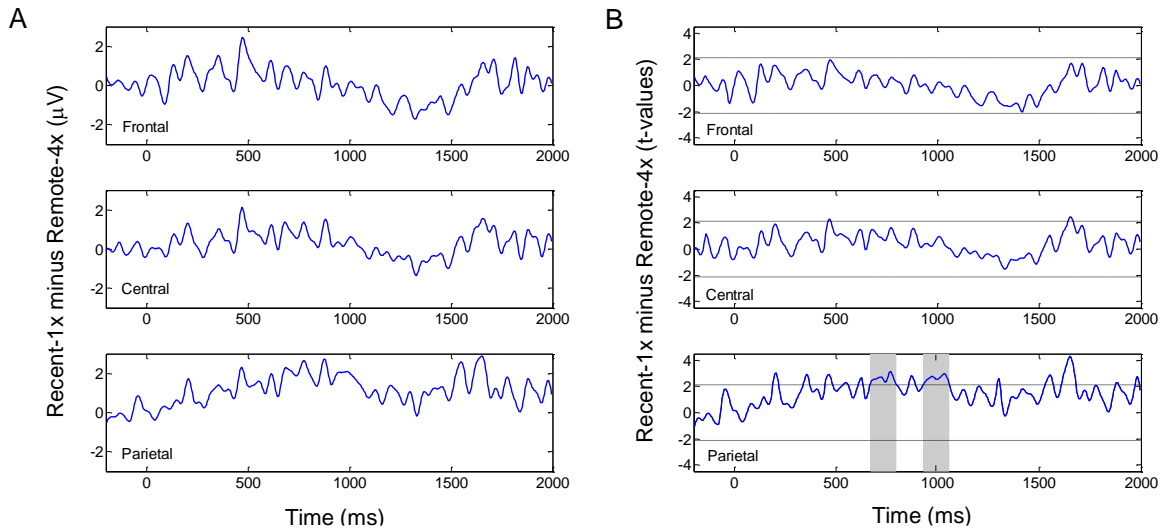 A
Recent-1x minus Remote-4x (μV)
2
0
-2
Frontal
0 500 1000 1500 2000
2
0
-2
Central
0 500 1000 1500 2000
2
0
-2
Parietal
0 500 1000 1500 2000
Time (ms)
B
Recent-1x minus Remote-4x (t-values)
4
2
0
-2
-4
Frontal
0 500 1000 1500 2000
4
2
0
-2
-4
Central
0 500 1000 1500 2000
4
2
0
-2
-4
Parietal
0 500 1000 1500 2000
Time (ms)